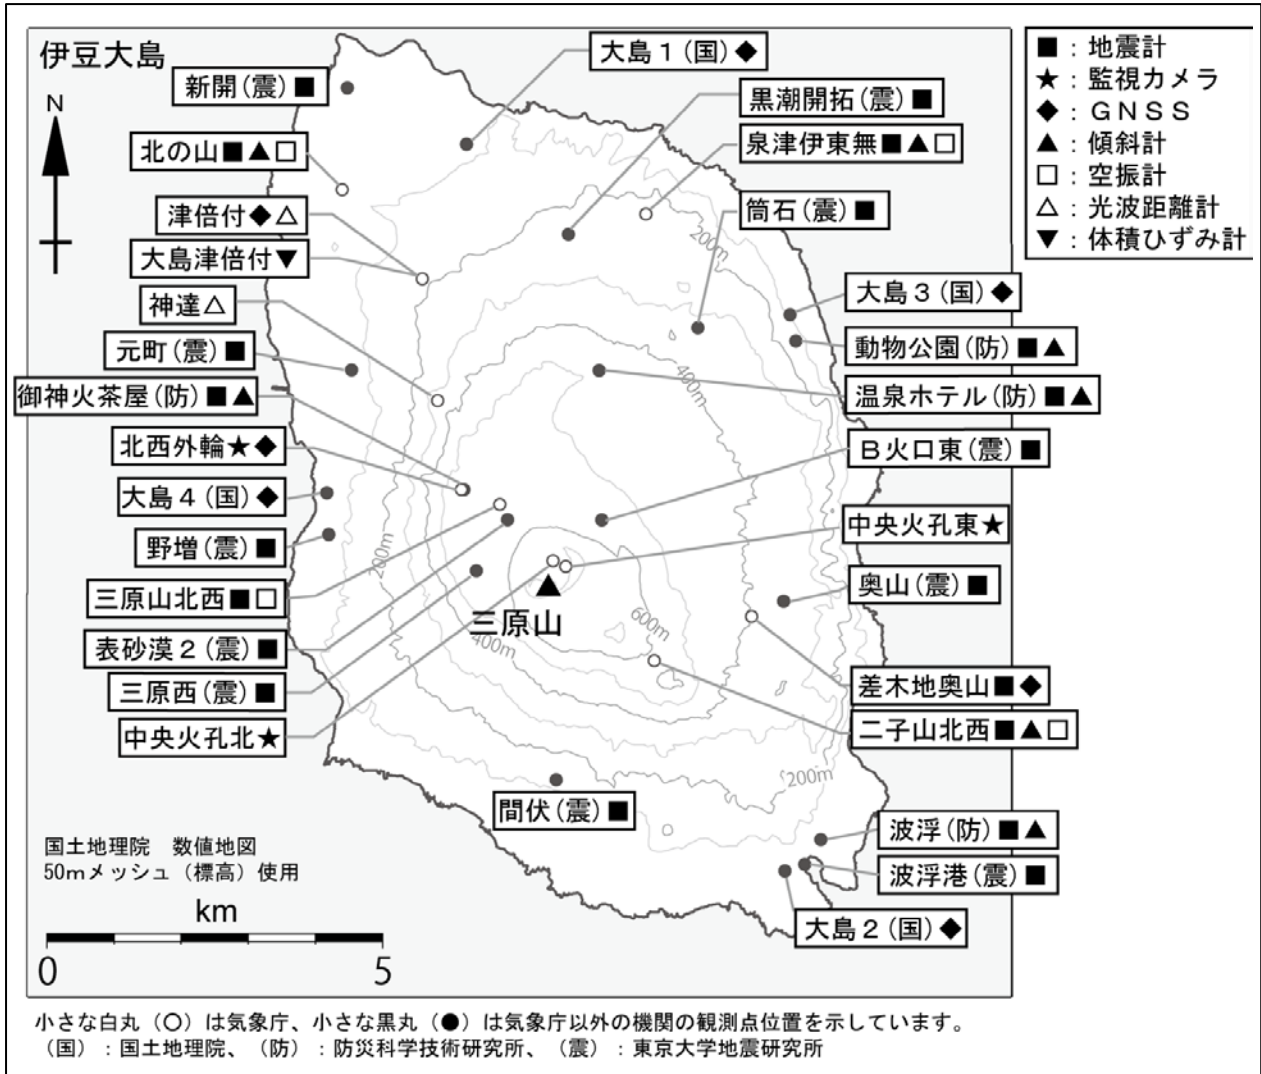 伊豆大島
N
大島１(国)◆
新開(震)■
黒潮開拓(震)■
北の山■▲□
泉津伊東無■▲□
津倍付◆△
筒石(震)■
大島津倍付▼
神達△
大島３(国)◆
元町(震)■
動物公園(防)■▲
御神火茶屋(防)■▲
温泉ホテル(防)■▲
北西外輪★◆
Ｂ火口東(震)■
大島４(国)◆
中央火孔東★
野増(震)■
奥山(震)■
三原山北西■□
表砂漠２(震)■
三原西(震)■
差木地奥山■◆
中央火孔北★
二子山北西■▲□
三原山
間伏(震)■
波浮(防)■▲
波浮港(震)■
大島２(国)◆
200m
400m
200m
600m
400m
200m
■：地震計
★：監視カメラ
◆：ＧＮＳＳ
▲：傾斜計
□：空振計
△：光波距離計
▼：体積ひずみ計
国土地理院　数値地図
50mメッシュ（標高）使用
km
0 5
小さな白丸（○）は気象庁、小さな黒丸（●）は気象庁以外の機関の観測点位置を示しています。
（国）：国土地理院、（防）：防災科学技術研究所、（震）：東京大学地震研究所